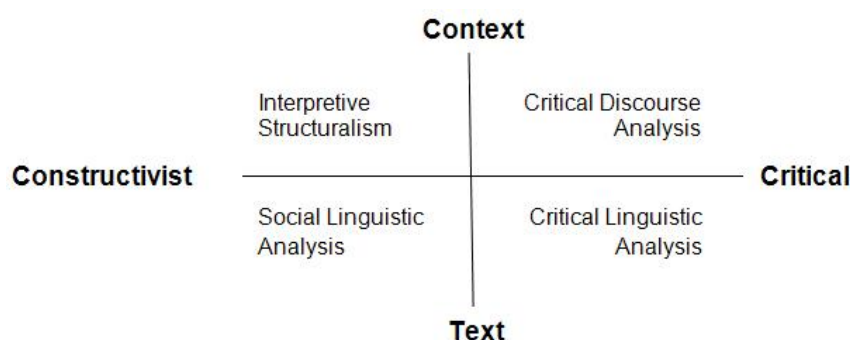 Context
Interpretive
Structuralism
Critical Discourse
Analysis
Constructivist
Critical
Social Linguistic
Analysis
Critical Linguistic
Analysis
Text